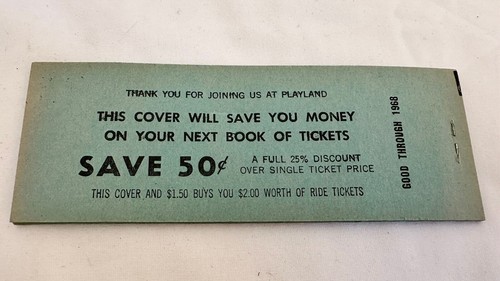 THANK YOU FOR JOINING US AT PLAYLAND
THIS COVER WILL SAVE YOU MONEY
ON YOUR NEXT BOOK OF TICKETS
SAVE 50¢
A FULL 25% DISCOUNT
OVER SINGLE TICKET PRICE
THIS COVER AND $1.50 BUYS YOU $2.00 WORTH OF RIDE TICKETS
GOOD THROUGH 1968